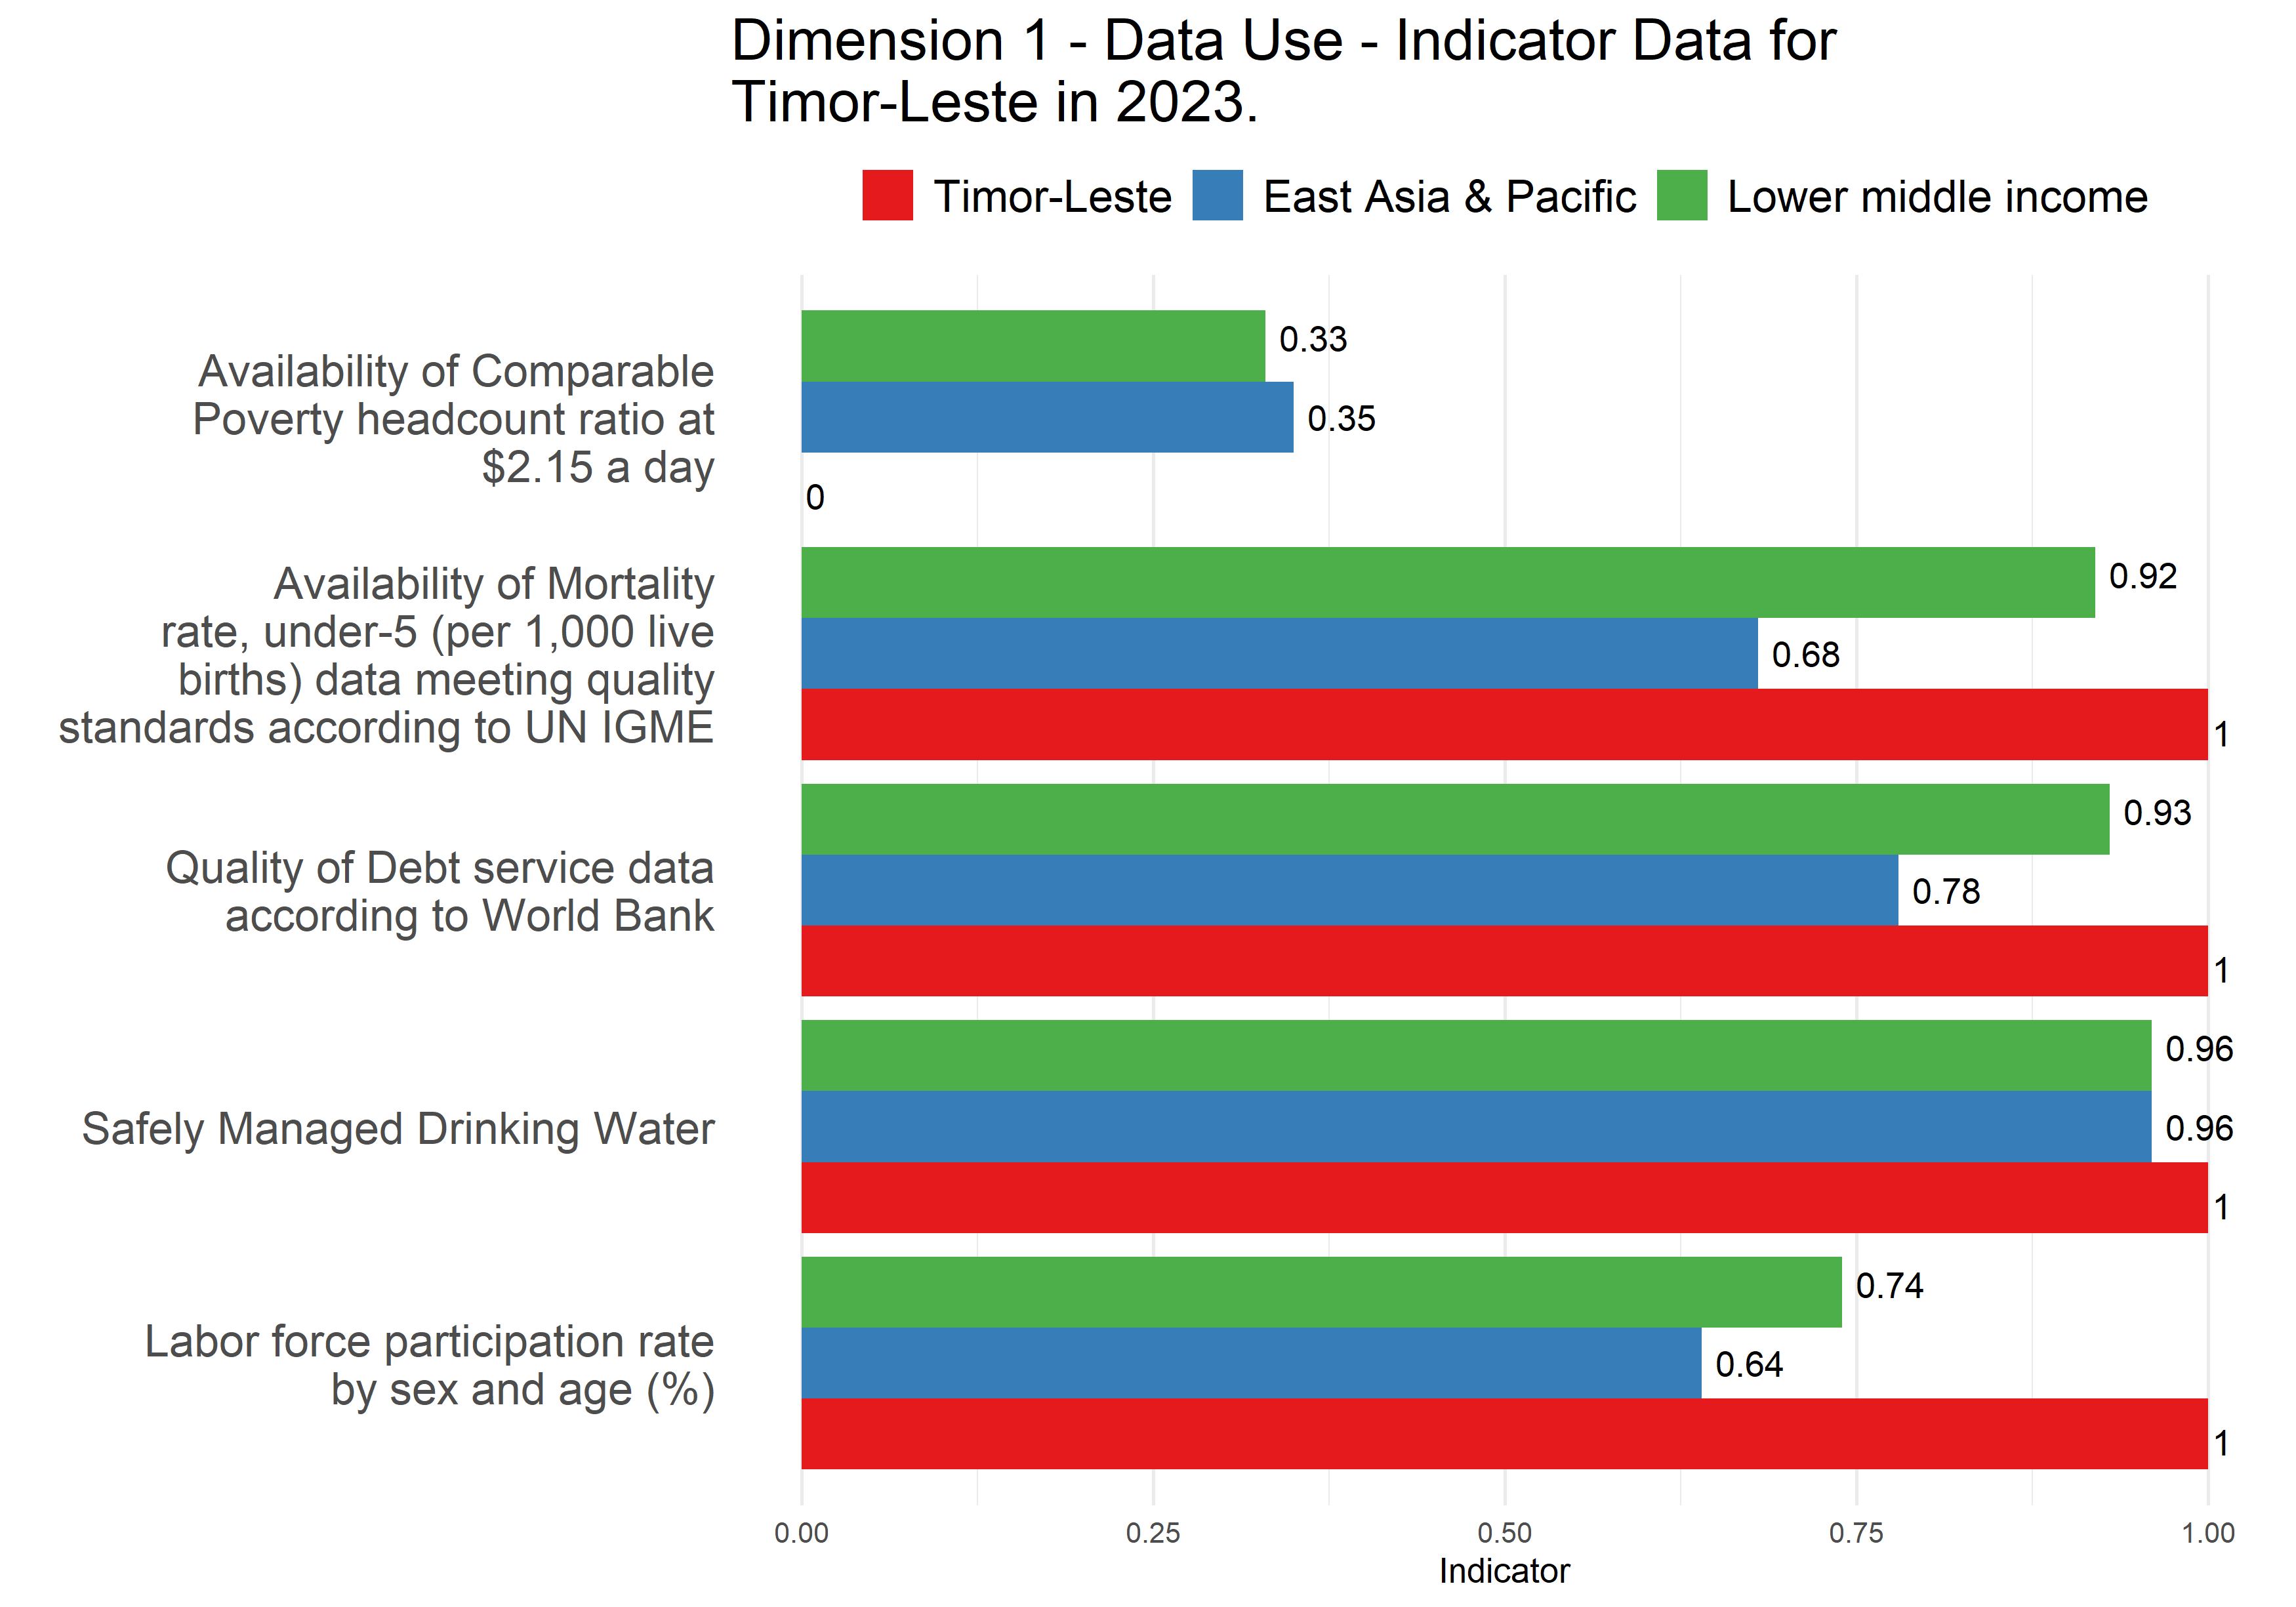 Dimension 1 - Data Use - Indicator Data for
Timor-Leste in 2023.
Timor-Leste East Asia & Pacific Lower middle income
Availability of Comparable
Poverty headcount ratio at
$2.15 a day
0.33
0.35
0
Availability of Mortality
rate, under-5 (per 1,000 live
births) data meeting quality
standards according to UN IGME
0.92
0.68
1
Quality of Debt service data
according to World Bank
0.93
0.78
1
Safely Managed Drinking Water
0.96
0.96
1
Labor force participation rate
by sex and age (%)
0.74
0.64
1
0.00 0.25 0.50 0.75 1.00
Indicator